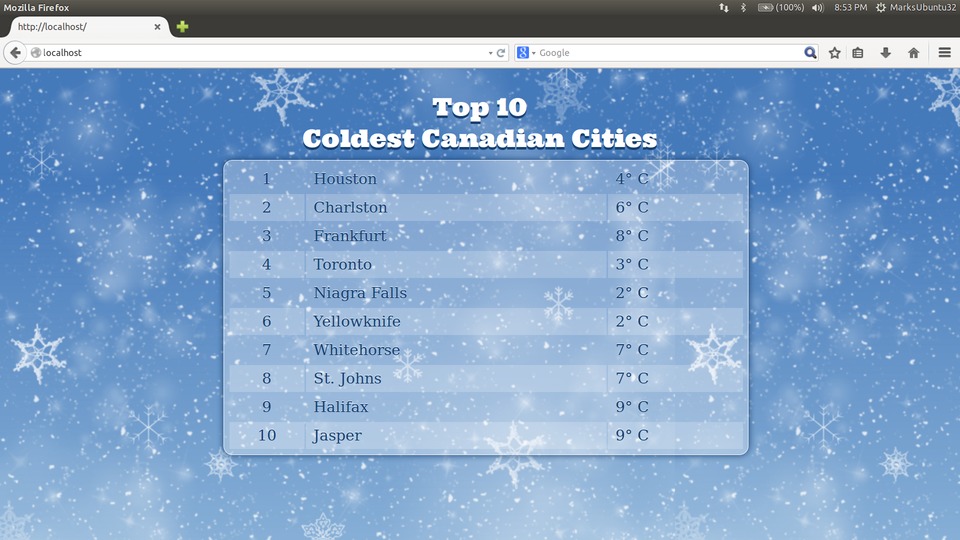 Mozilla Firefox (100%) 8:53 PM MarksUbuntu32
http://localhost/
localhost Google
Top 10
Coldest Canadian Cities
1 Houston 4° C
2 Charlston 6° C
3 Frankfurt 8° C
4 Toronto 3° C
5 Niagra Falls 2° C
6 Yellowknife 2° C
7 Whitehorse 7° C
8 St. Johns 7° C
9 Halifax 9° C
10 Jasper 9° C